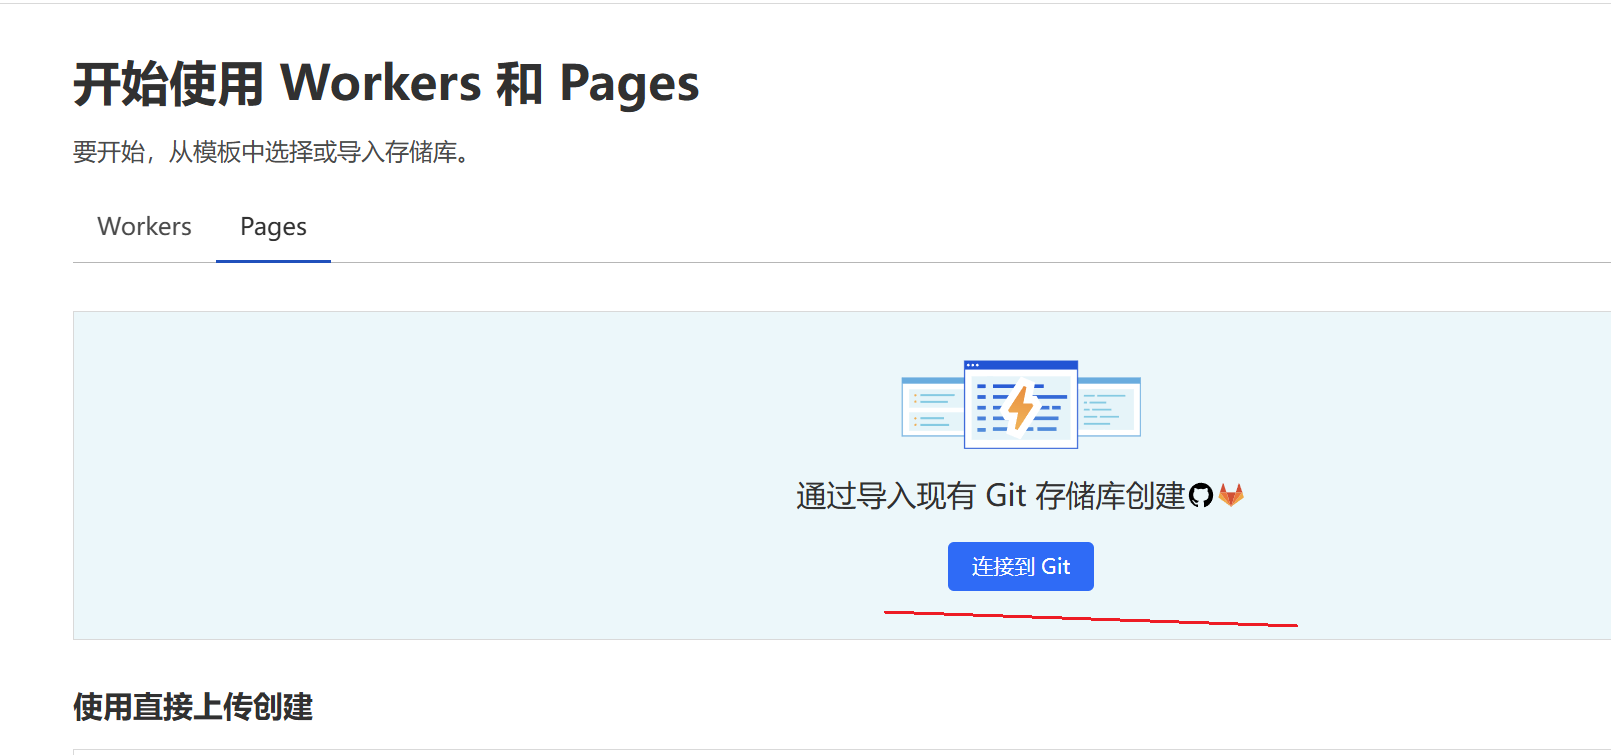 开始使用 Workers 和 Pages
要开始，从模板中选择或导入存储库。
Workers Pages
通过导入现有 Git 存储库创建
连接到 Git
使用直接上传创建